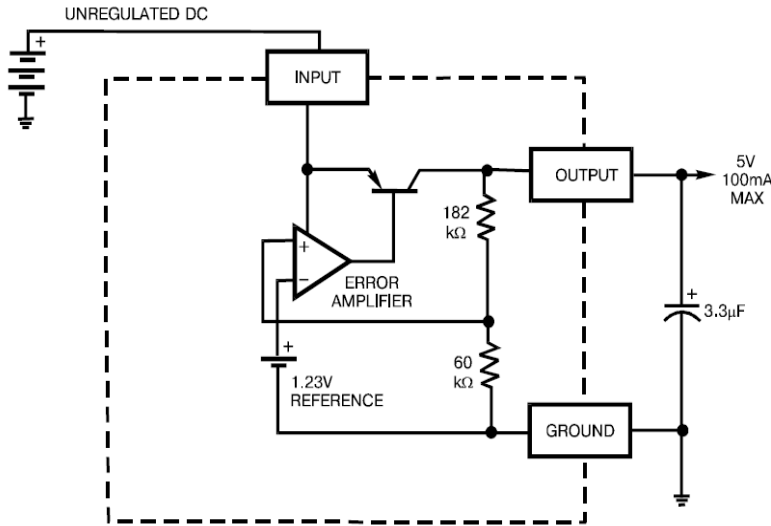 UNREGULATED DC
+
INPUT
OUTPUT
5V
100mA
MAX
182
kΩ
+
−
ERROR
AMPLIFIER
+
3.3μF
+
1.23V
REFERENCE
60
kΩ
GROUND